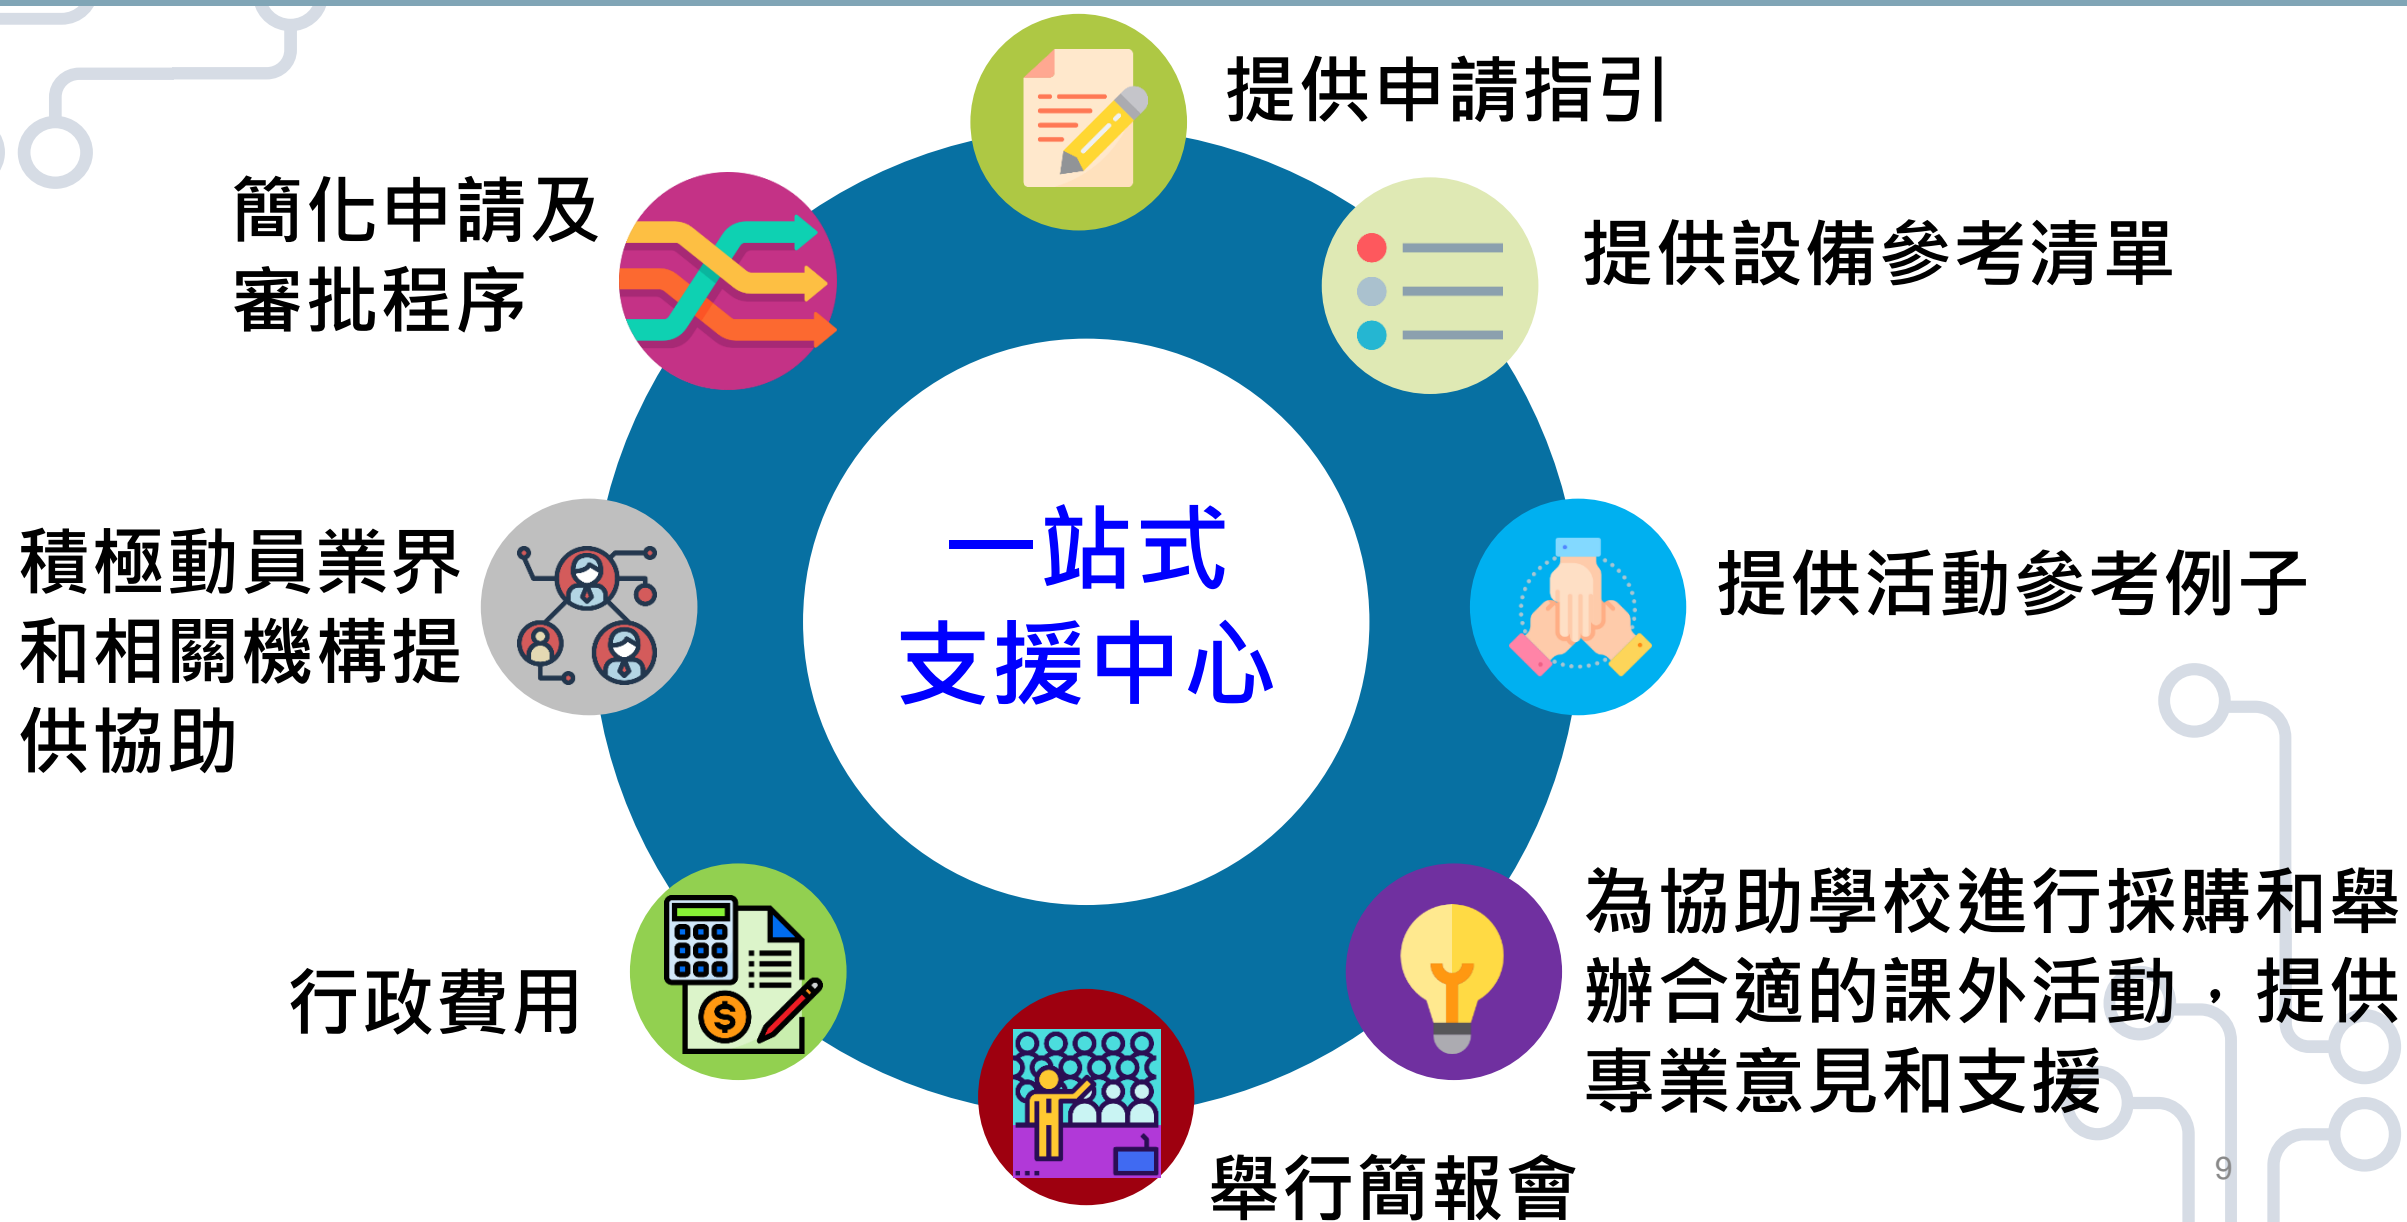 提供申請指引
提供設備參考清單
提供活動參考例子
為協助學校進行採購和舉
辦合適的課外活動，提供
專業意見和支援
舉行簡報會
行政費用
積極動員業界
和相關機構提
供協助
簡化申請及
審批程序
一站式
支援中心
9